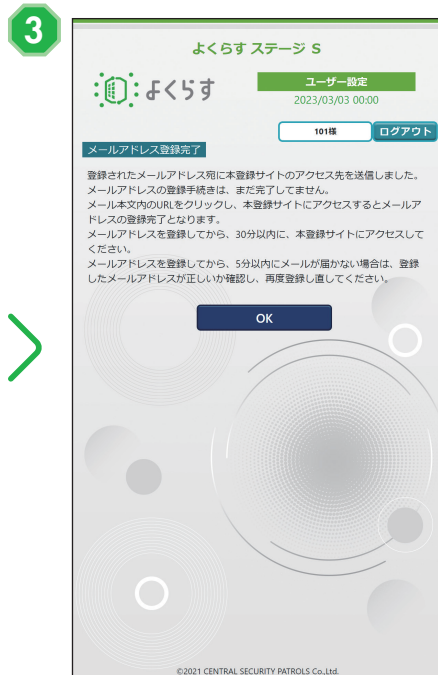 3
よくらす ステージ S
よくらす
ユーザー設定
2023/03/03 00:00
101様
ログアウト
メールアドレス登録完了
登録されたメールアドレス宛に本登録サイトのアクセス先を送信しました。
メールアドレスの登録手続きは、まだ完了してません。
メール本文内のURLをクリックし、本登録サイトにアクセスするとメールア
ドレスの登録完了となります。
メールアドレスを登録してから、30分以内に、本登録サイトにアクセスして
ください。
メールアドレスを登録してから、5分以内にメールが届かない場合は、登録
したメールアドレスが正しいか確認し、再度登録し直してください。
OK
©2021 CENTRAL SECURITY PATROLS Co.,Ltd.